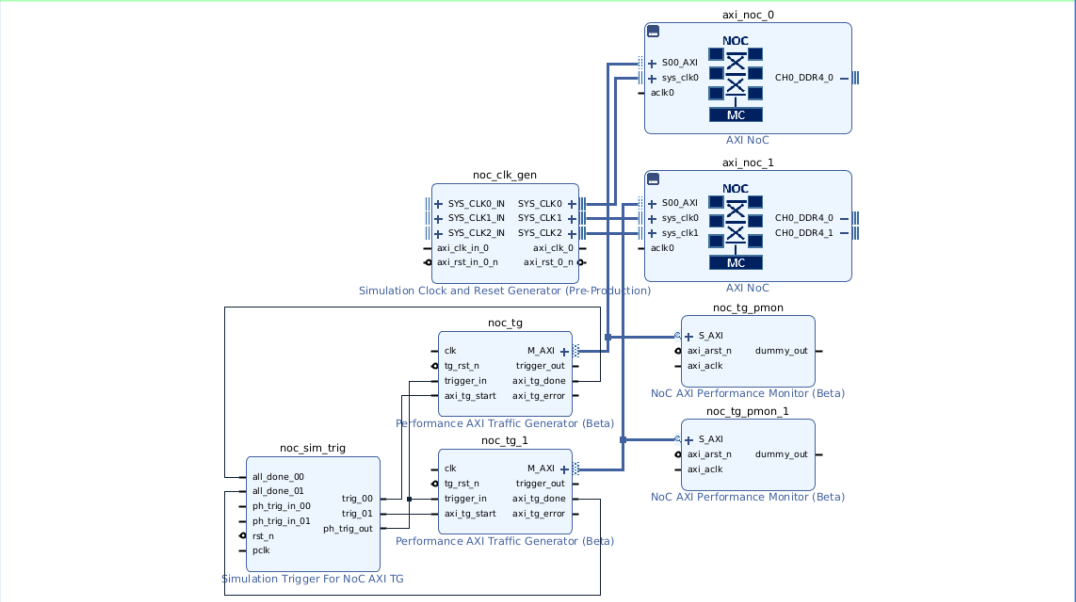 axi_noc_0
NOC
S00_AXI
sys_clk0
CH0_DDR4_0
aclk0
MC
AXI NoC
axi_noc_1
NOC
S00_AXI
sys_clk0
CH0_DDR4_0
sys_clk1
CH0_DDR4_1
aclk0
MC
AXI NoC
noc_clk_gen
SYS_CLK0_IN SYS_CLK0
SYS_CLK1_IN SYS_CLK1
SYS_CLK2_IN SYS_CLK2
axi_clk_in_0 axi_clk_0
axi_rst_in_0_n axi_rst_0_n
Simulation Clock and Reset Generator (Pre-Production)
noc_tg
clk M_AXI
tg_rst_n trigger_out
trigger_in axi_tg_done
axi_tg_start axi_tg_error
Performance AXI Traffic Generator (Beta)
noc_tg_pmon
S_AXI
axi_arst_n dummy_out
axi_aclk
NoC AXI Performance Monitor (Beta)
noc_tg_pmon_1
S_AXI
axi_arst_n dummy_out
axi_aclk
NoC AXI Performance Monitor (Beta)
noc_tg_1
clk M_AXI
tg_rst_n trigger_out
trigger_in axi_tg_done
axi_tg_start axi_tg_error
Performance AXI Traffic Generator (Beta)
noc_sim_trig
all_done_00
all_done_01
ph_trig_in_00 trig_00
ph_trig_in_01 trig_01
rst_n ph_trig_out
pclk
Simulation Trigger For NoC AXI TG